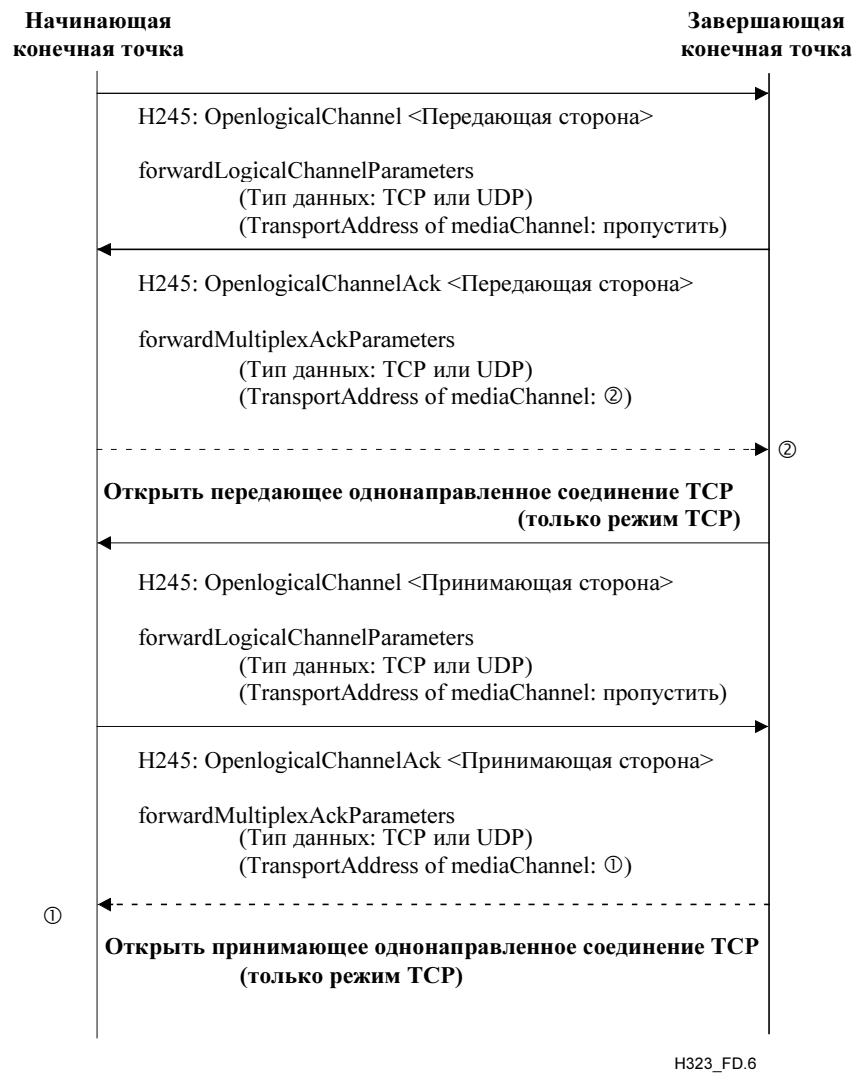 Начинающая
конечная точка
Завершающая
конечная точка
H245: OpenlogicalChannel <Передающая сторона>
forwardLogicalChannelParameters
(Тип данных: TCP или UDP)
(TransportAddress of mediaChannel: пропустить)
H245: OpenlogicalChannelAck <Передающая сторона>
forwardMultiplexAckParameters
(Тип данных: TCP или UDP)
(TransportAddress of mediaChannel: ②)
②
Открыть передающее однонаправленное соединение TCP
(только режим TCP)
H245: OpenlogicalChannel <Принимающая сторона>
forwardLogicalChannelParameters
(Тип данных: TCP или UDP)
(TransportAddress of mediaChannel: пропустить)
H245: OpenlogicalChannelAck <Принимающая сторона>
forwardMultiplexAckParameters
(Тип данных: TCP или UDP)
(TransportAddress of mediaChannel: ①)
①
Открыть принимающее однонаправленное соединение TCP
(только режим TCP)
H323_FD.6